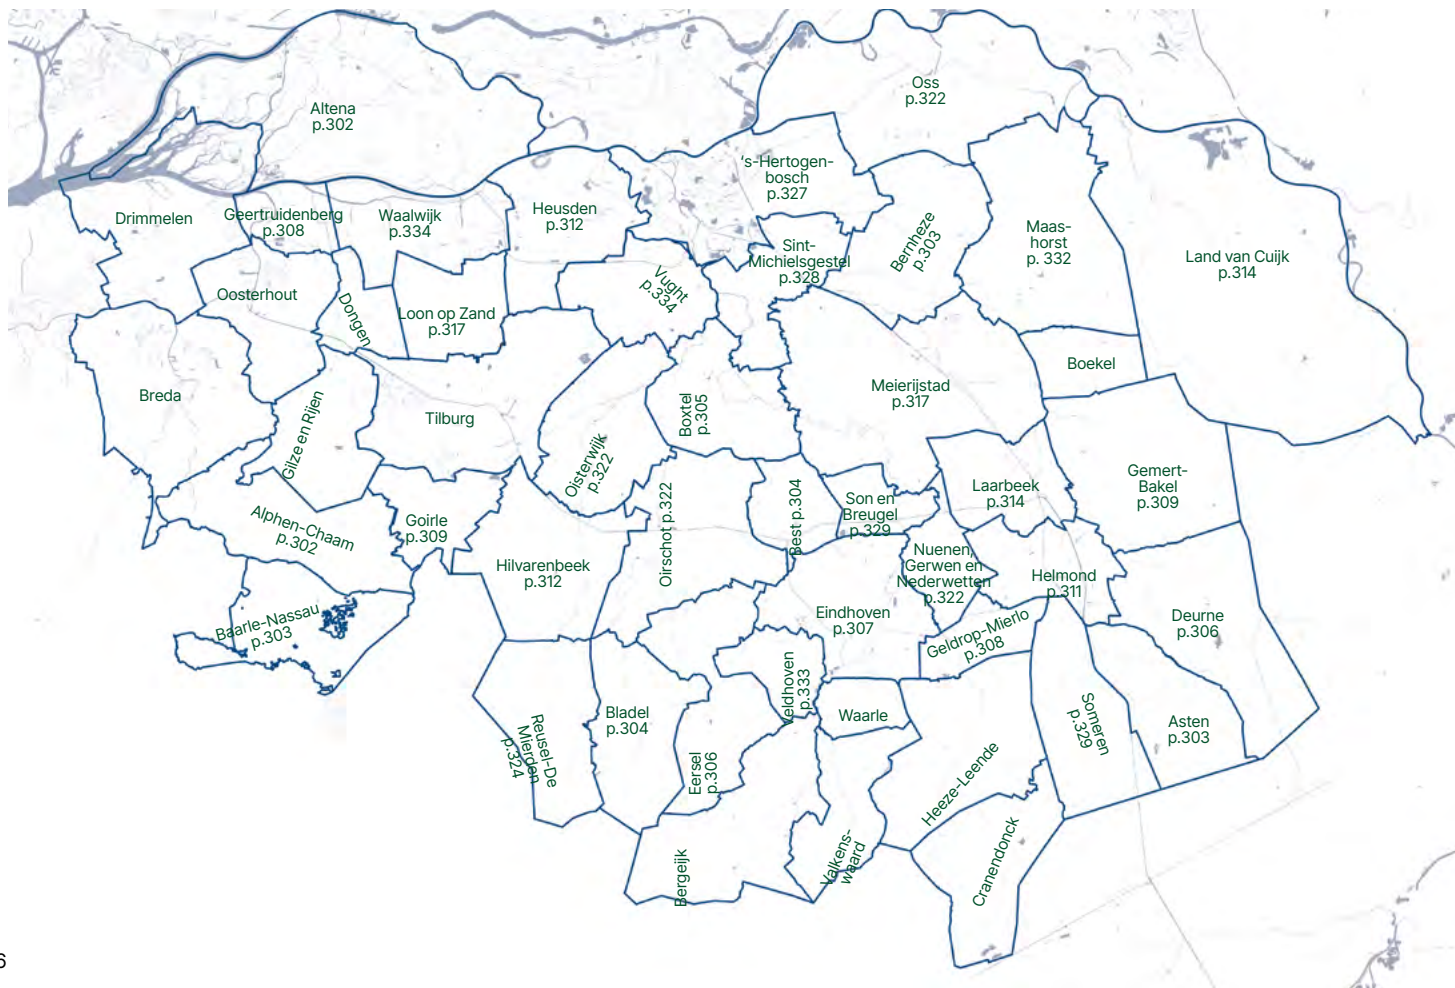 Altena
p.302
Oss
p.322
's-Hertogen-
bosch
p.327
Drimmelen
Geertruidenberg
p.308
Waalwijk
p.334
Heusden
p.312
Sint-
Michielsgestel
p.328
Bernheze
p.303
Maas-
horst
p. 332
Land van Cuijk
p.314
Vught
p.334
Oosterhout
Dongen
Loon op Zand
p.317
Boekel
Breda
Gilze en Rijen
Tilburg
Oisterwijk
p.322
Boxtel
p.305
Meierijstad
p.317
Gemert-
Bakel
p.309
Laarbeek
p.314
Alphen-Chaam
p.302
Goirle
p.309
Oirschot p.322
Best p.304
Son en
Breugel
p.329
Hilvarenbeek
p.312
Nuenen,
Gerwen en
Nederwetten
p.322
Helmond
p.311
Baarle-Nassau
p.303
Eindhoven
p.307
Geldrop-Mierlo
p.308
Deurne
p.306
Reusel-De
Mierden
p.324
Bladel
p.304
Eersel
p.306
Veldhoven
p.333
Waarle
Someren
p.329
Asten
p.303
Heeze-Leende
Bergeijk
Valkens-
waard
Cranendonck
6